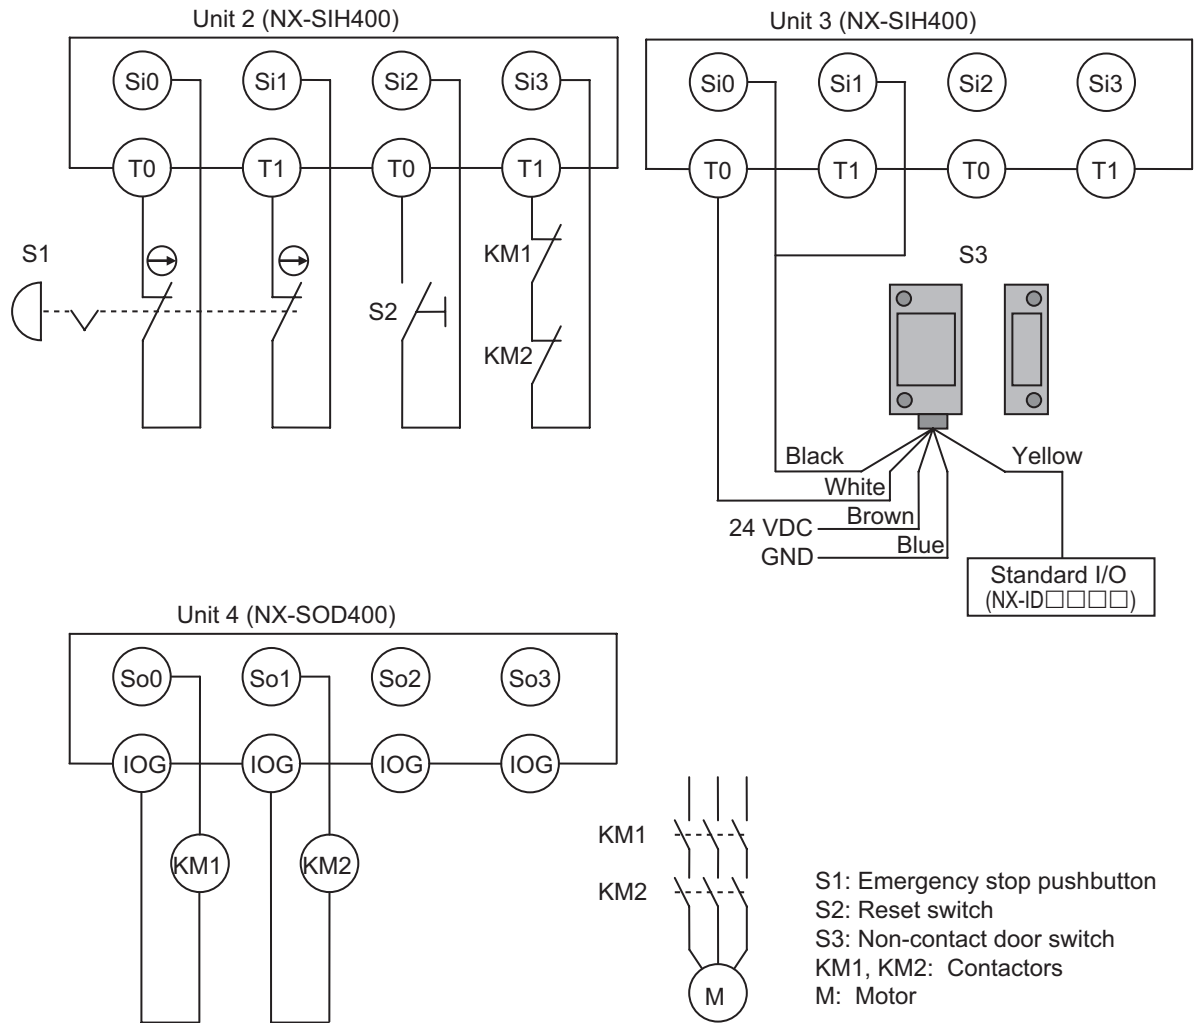 Unit 2 (NX-SIH400)
Si0 Si1 Si2 Si3
T0 T1 T0 T1
S1
S2
KM1
KM2
Unit 3 (NX-SIH400)
Si0 Si1 Si2 Si3
T0 T1 T0 T1
S3
Black
White
Brown
Blue
Yellow
24 VDC
GND
Standard I/O
(NX-ID□□□□)
Unit 4 (NX-SOD400)
So0 So1 So2 So3
IOG IOG IOG IOG
KM1 KM2
KM1
KM2
M
S1: Emergency stop pushbutton
S2: Reset switch
S3: Non-contact door switch
KM1, KM2: Contactors
M: Motor